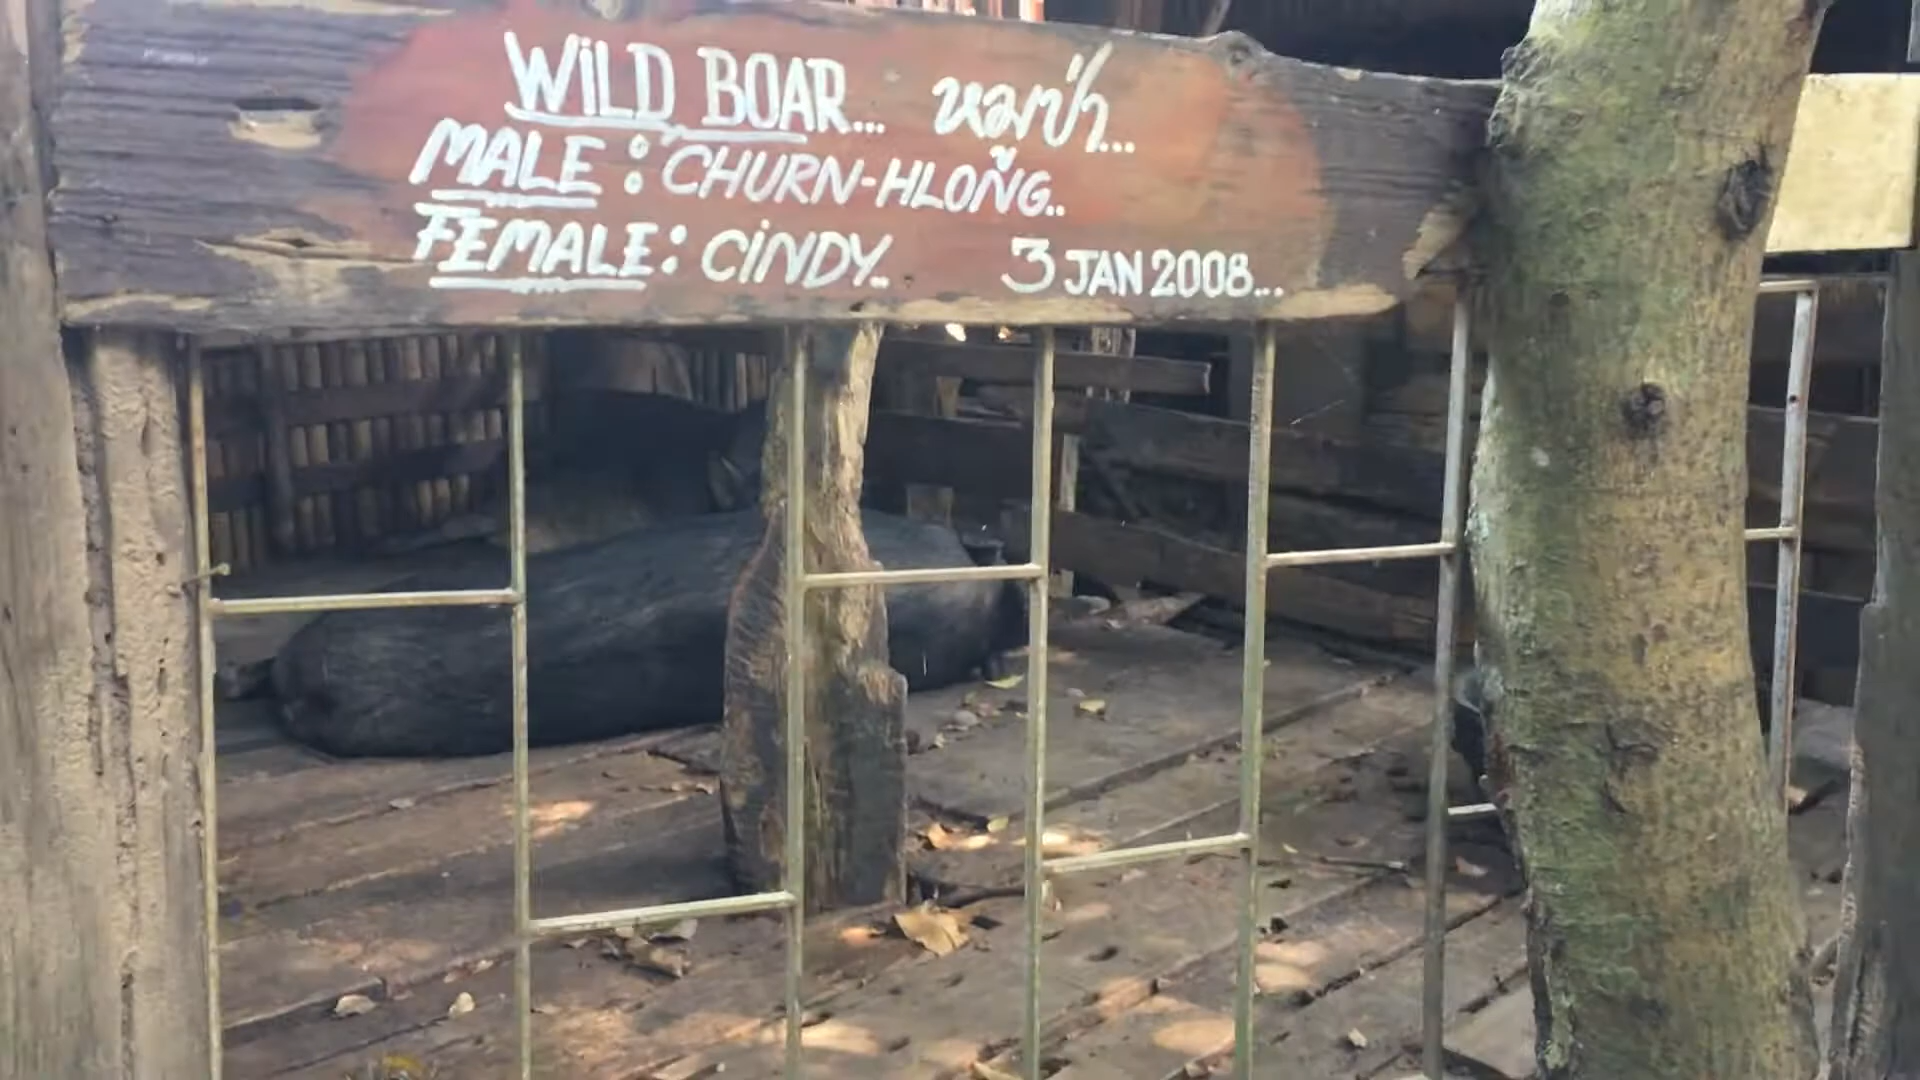 WiLD BOAR... หมูป่า...
MALE : CHURN-HLONG..
FEMALE: CiNDY.. 3 JAN 2008...